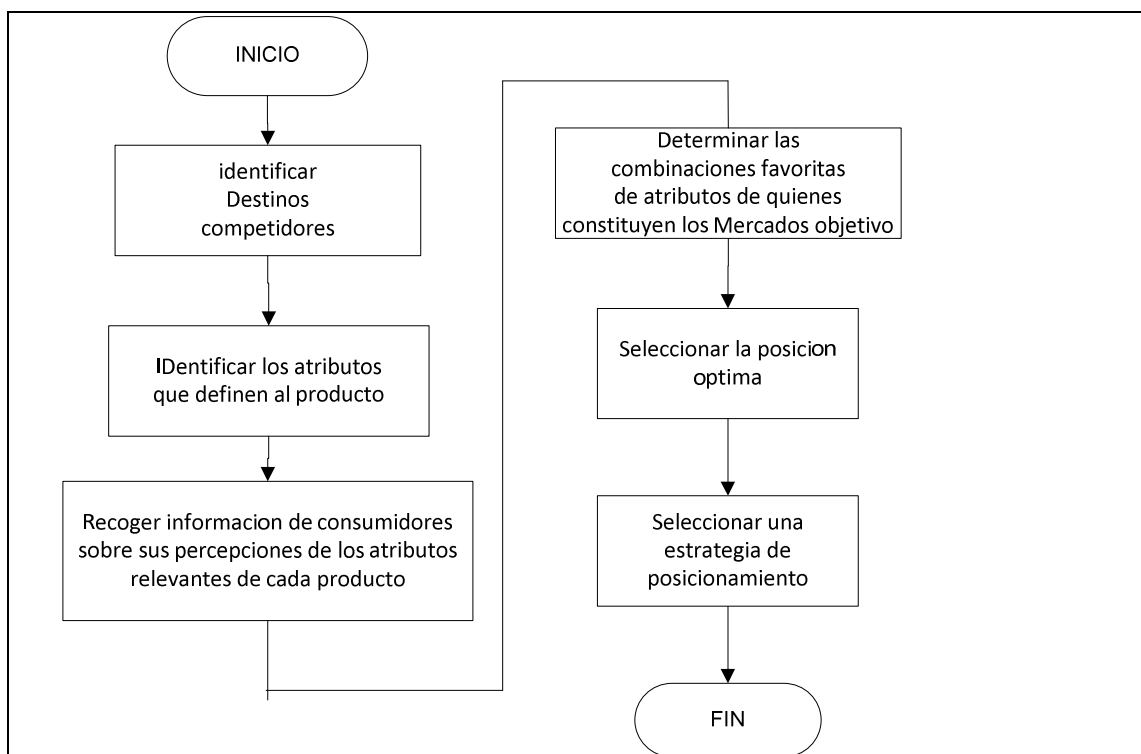 INICIO
identificar
Destinos
competidores
IDentificar los atributos
que definen al producto
Recoger informacion de consumidores
sobre sus percepciones de los atributos
relevantes de cada producto
Determinar las
combinaciones favoritas
de atributos de quienes
constituyen los Mercados objetivo
Seleccionar la posicion
optima
Seleccionar una
estrategia de
posicionamiento
FIN